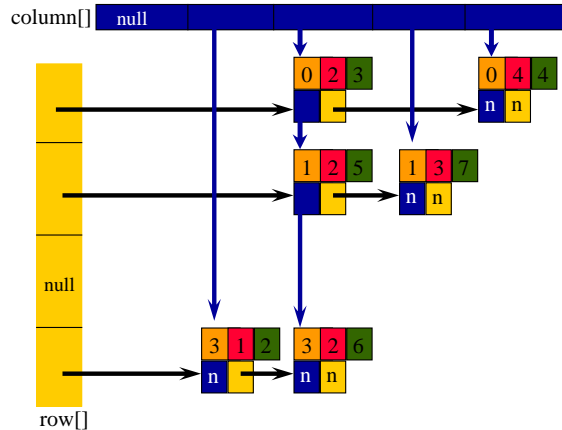 column[] null
0 2 3 0 4 4
n n
1 2 5 1 3 7
n n
null
3 1 2 3 2 6
n n n
row[]